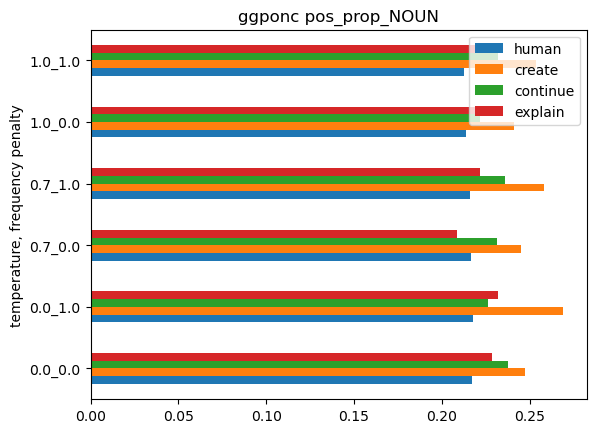 ggponc pos_prop_NOUN
human
create
continue
explain
temperature, frequency penalty
1.0_1.0
1.0_0.0
0.7_1.0
0.7_0.0
0.0_1.0
0.0_0.0
0.00 0.05 0.10 0.15 0.20 0.25